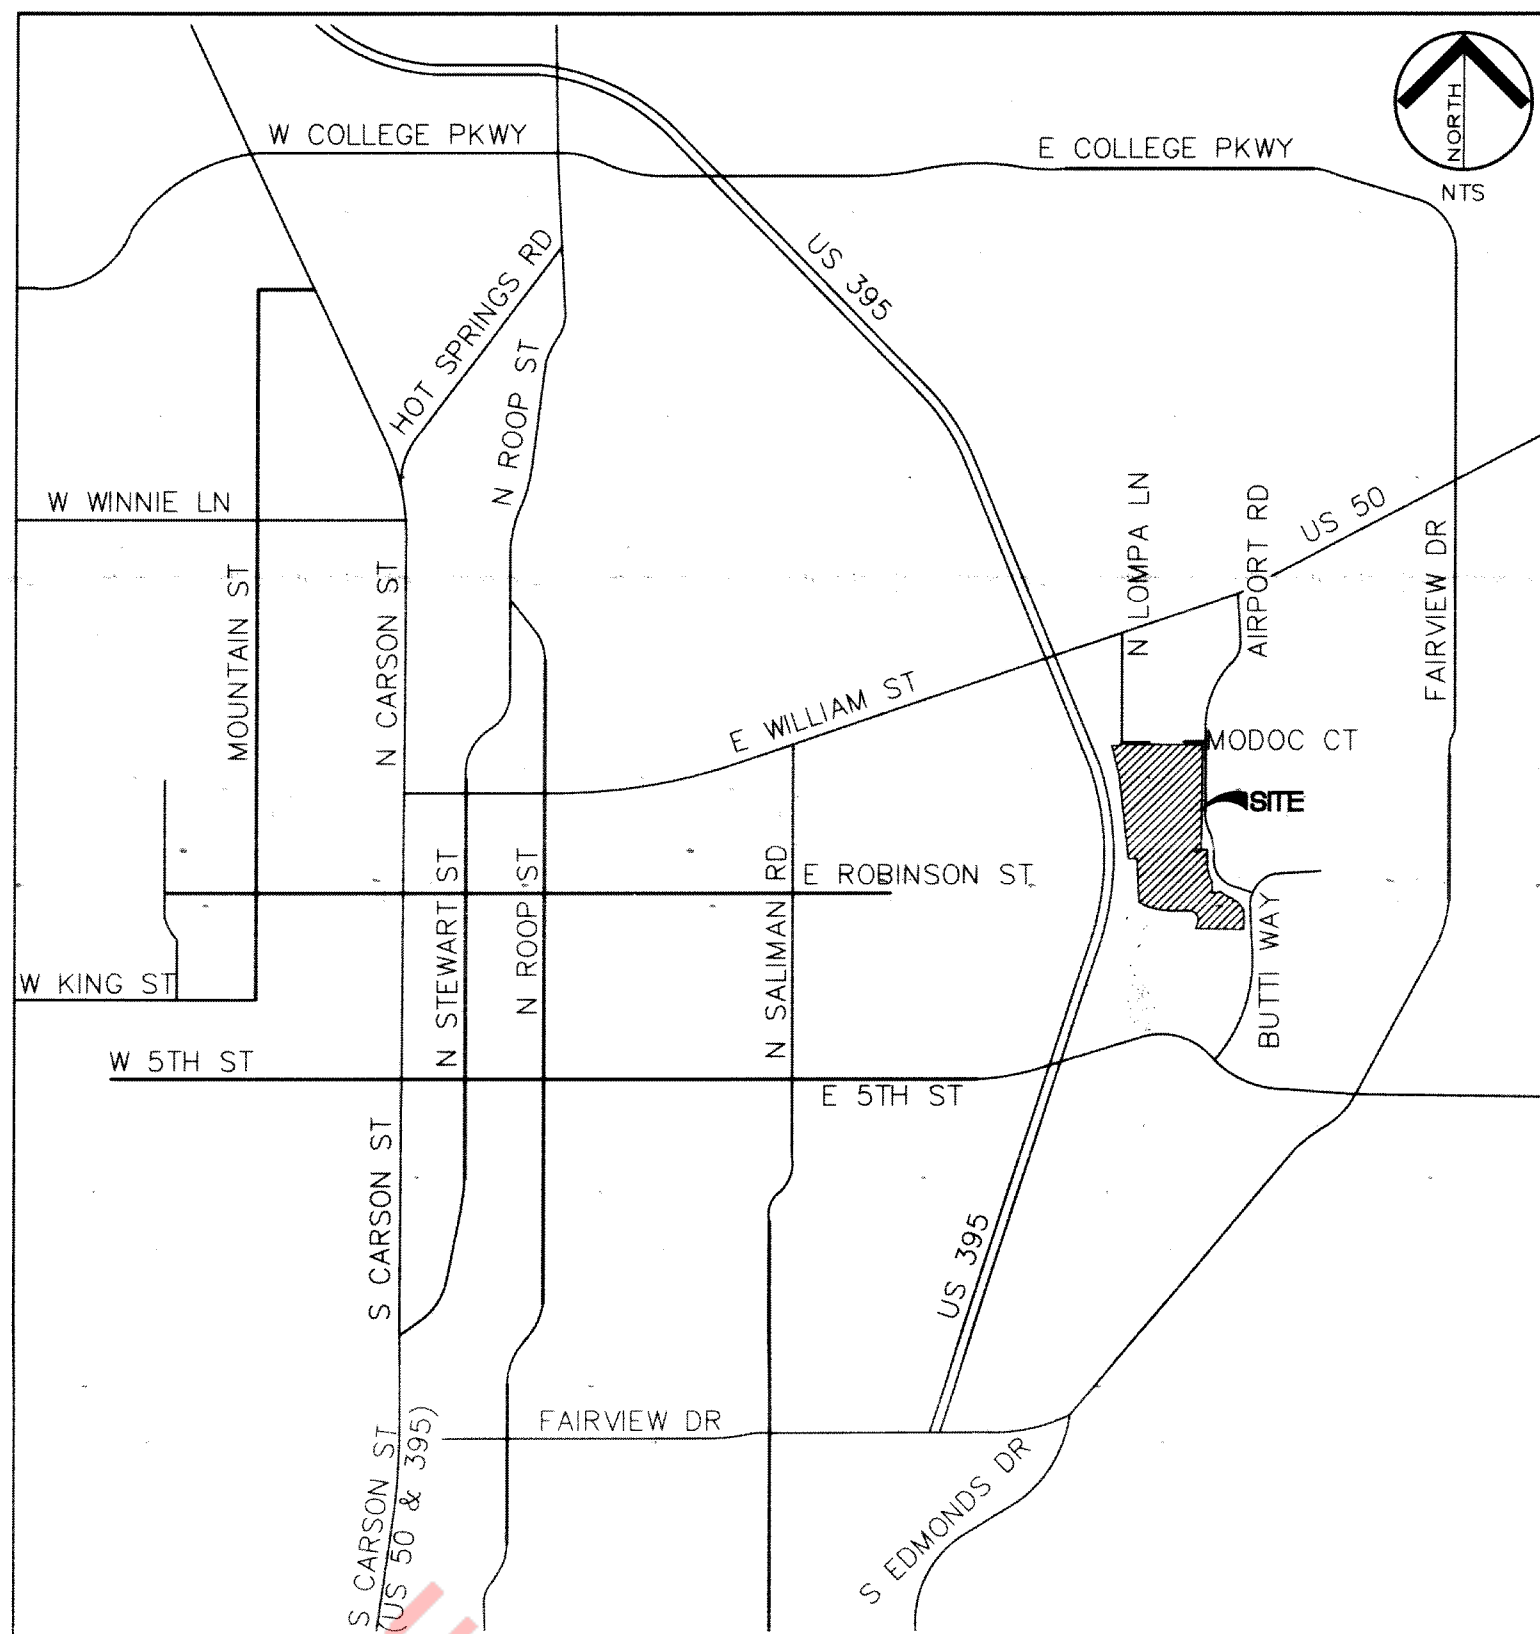 W COLLEGE PKWY
E COLLEGE PKWY
NORTH
NTS
US 395
HOT SPRINGS RD
N ROOP ST
W WINNIE LN
N LOMPA LN
AIRPORT RD
US 50
FAIRVIEW DR
MOUNTAIN ST
N CARSON ST
E WILLIAM ST
MODOC CT
SITE
N STEWART ST
N ROOP ST
N SALIMAN RD
E ROBINSON ST
BUTTI WAY
W KING ST
W 5TH ST
E 5TH ST
S CARSON ST
US 395
FAIRVIEW DR
S CARSON ST
(US 50 & 395)
S EDMONDS DR